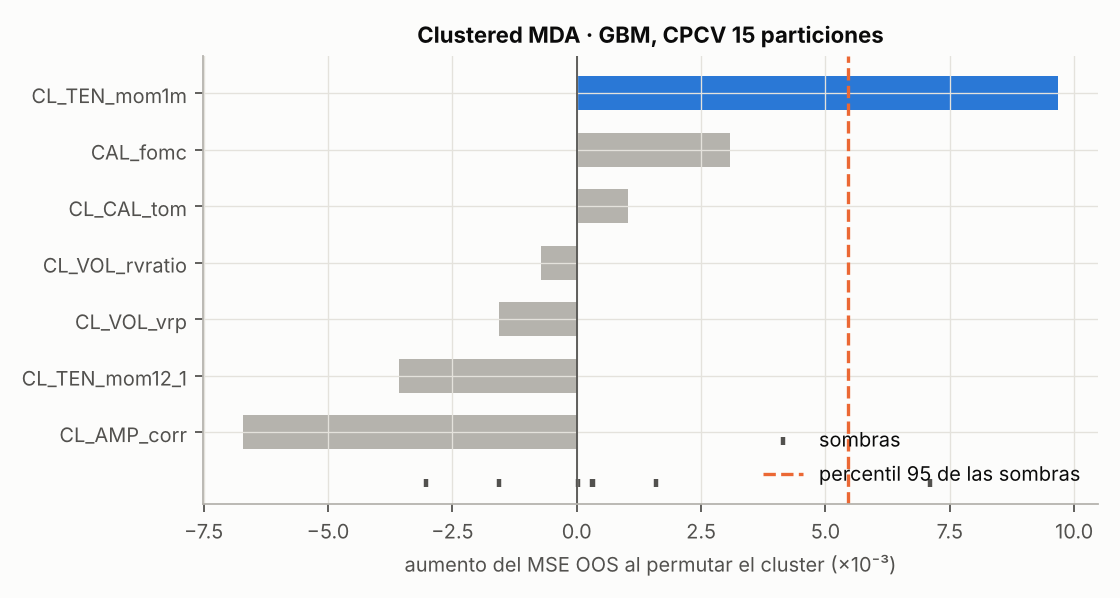 Clustered MDA · GBM, CPCV 15 particiones
CL_TEN_mom1m
CAL_fomc
CL_CAL_tom
CL_VOL_rvratio
CL_VOL_vrp
CL_TEN_mom12_1
CL_AMP_corr
sombras
percentil 95 de las sombras
−7.5 −5.0 −2.5 0.0 2.5 5.0 7.5 10.0
aumento del MSE OOS al permutar el cluster (×10⁻³)